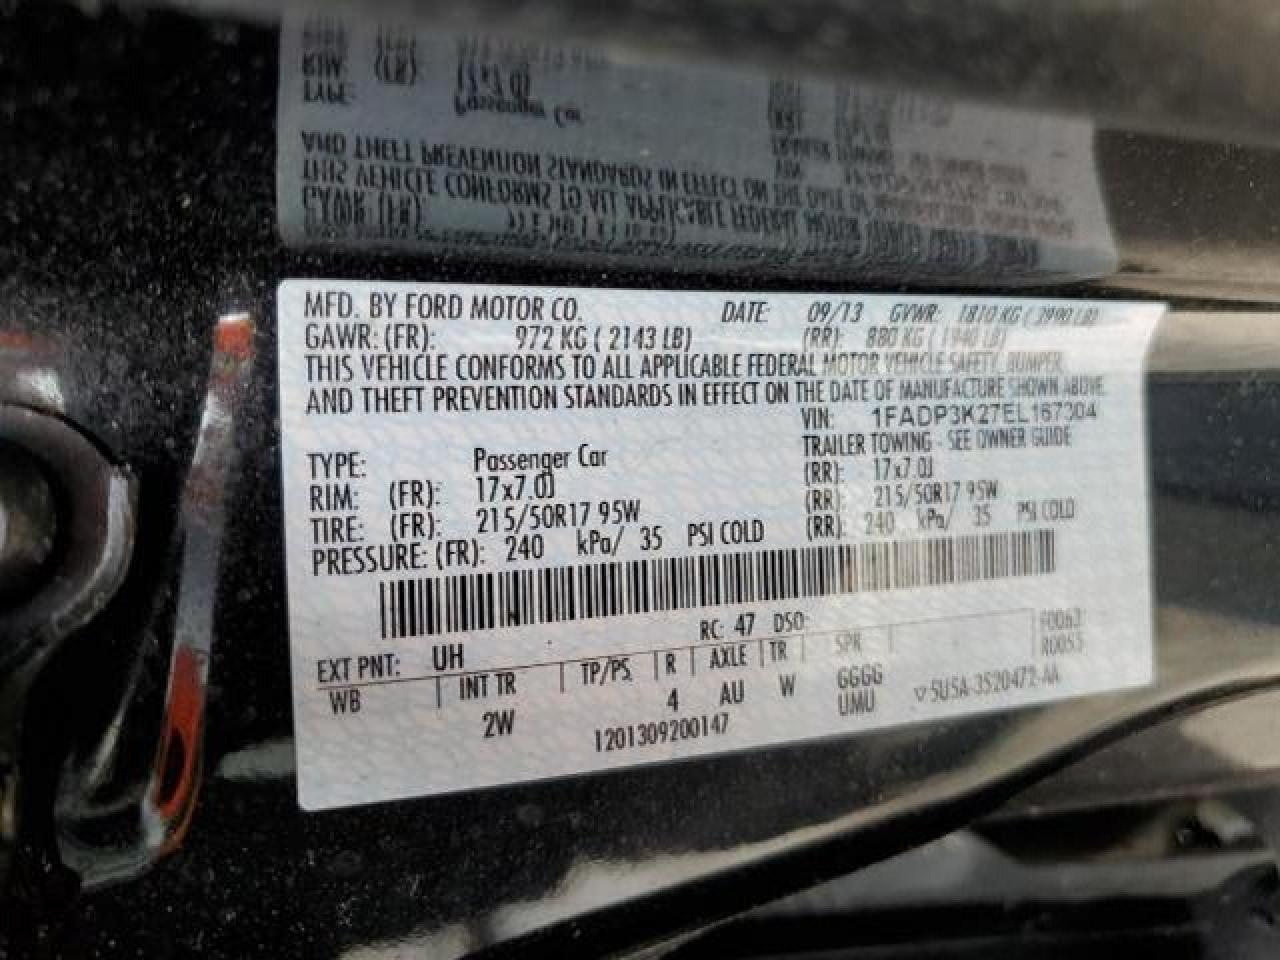 MFD. BY FORD MOTOR CO. DATE: 09/13 GVWR: 1810 KG
GAWR: (FR): 972 KG ( 2143 LB) (RR): 880 KG ( 1940 LB)
THIS VEHICLE CONFORMS TO ALL APPLICABLE FEDERAL MOTOR VEHICLE SAFETY, BUMPER,
AND THEFT PREVENTION STANDARDS IN EFFECT ON THE DATE OF MANUFACTURE SHOWN ABOVE.
VIN: 1FADP3K27EL167304
TYPE: Passenger Car TRAILER TOWING - SEE OWNER GUIDE
RIM: (FR): 17x7.0J (RR): 17x7.0J
TIRE: (FR): 215/50R17 95W (RR): 215/50R17 95W
PRESSURE: (FR): 240 kPa/ 35 PSI COLD (RR): 240 kPa/ 35 PSI COLD
EXT PNT: UH RC: 47 DSO:
WB INT TR TP/PS R AXLE TR SPR
2W 4 AU W GGGG
UMU
1201309200147 5U5A-3520472-AA